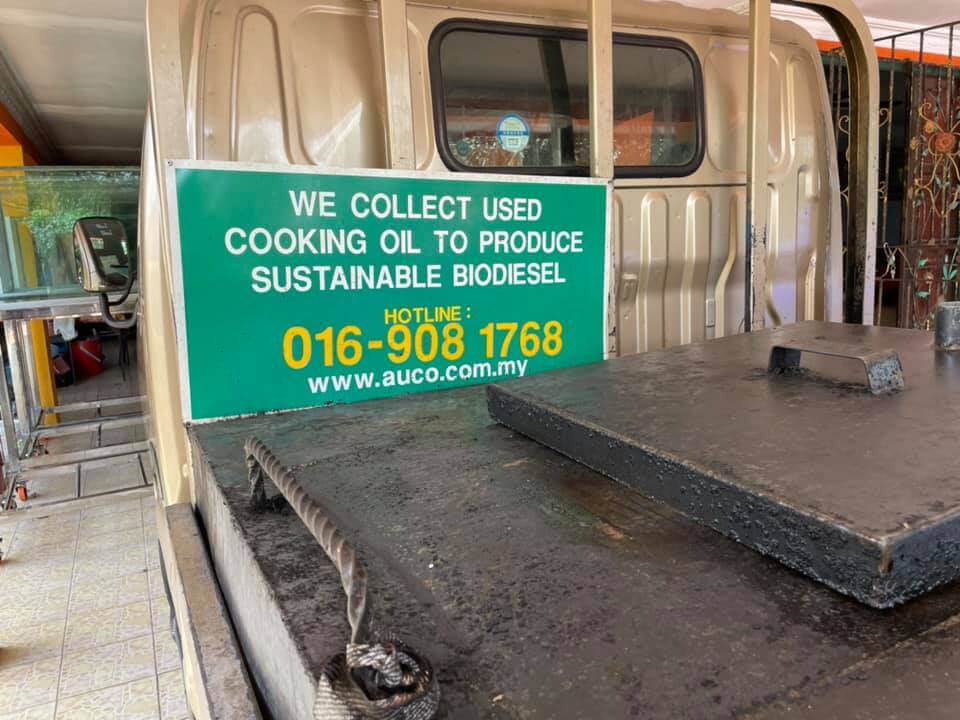 WE COLLECT USED
COOKING OIL TO PRODUCE
SUSTAINABLE BIODIESEL
HOTLINE :
016-908 1768
www.auco.com.my